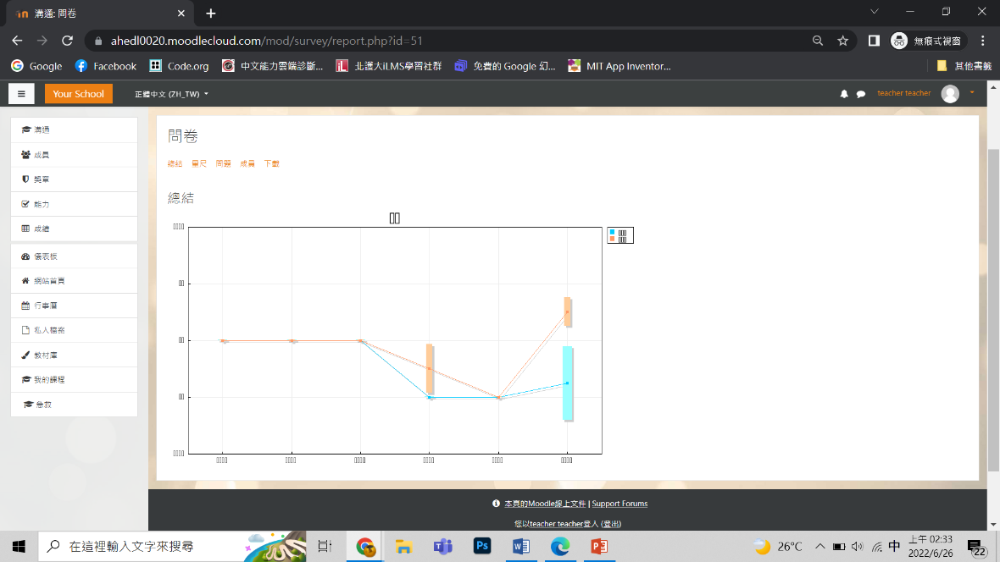 溝通: 問卷
ahedl0020.moodlecloud.com/mod/survey/report.php?id=51
無痕式視窗
Google
Facebook
Code.org
中文能力雲端診斷...
北護大iLMS學習社群
免費的 Google 幻...
MIT App Inventor...
其他書籤
Your School
正體中文 (ZH_TW)
teacher teacher
溝通
成員
獎章
能力
成績
儀表板
網站首頁
行事曆
私人檔案
教材庫
我的課程
急救
問卷
總結 量尺 問題 成員 下載
總結
本頁的Moodle線上文件 | Support Forums
您以teacher teacher登入 (登出)
在這裡輸入文字來搜尋
26°C
中
上午 02:33
2022/6/26
22